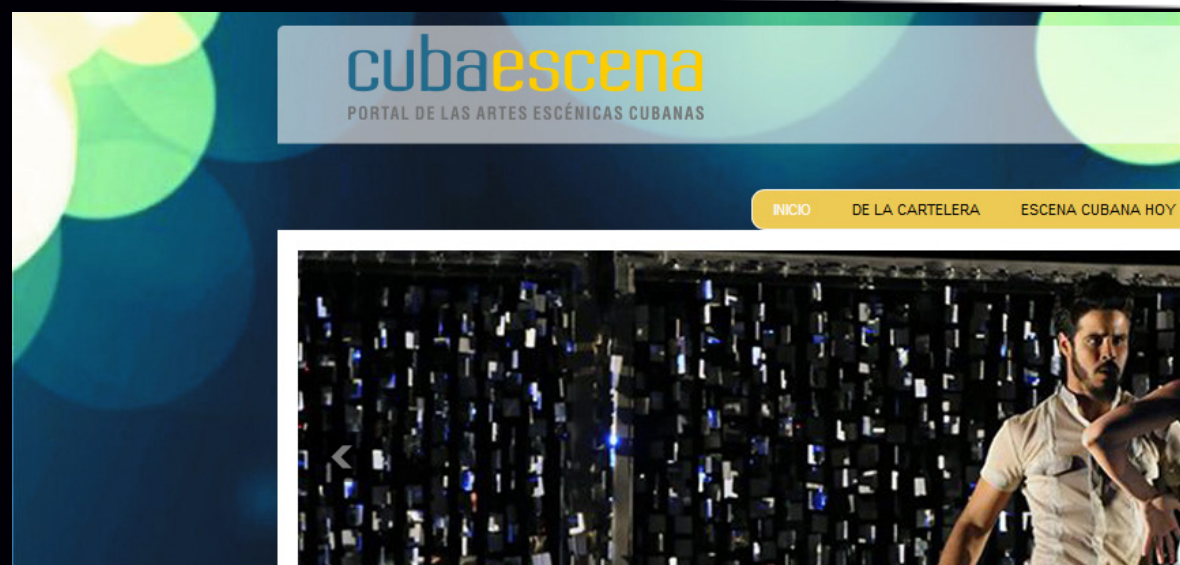 cubaescena
PORTAL DE LAS ARTES ESCÉNICAS CUBANAS
INICIO DE LA CARTELERA ESCENA CUBANA HOY